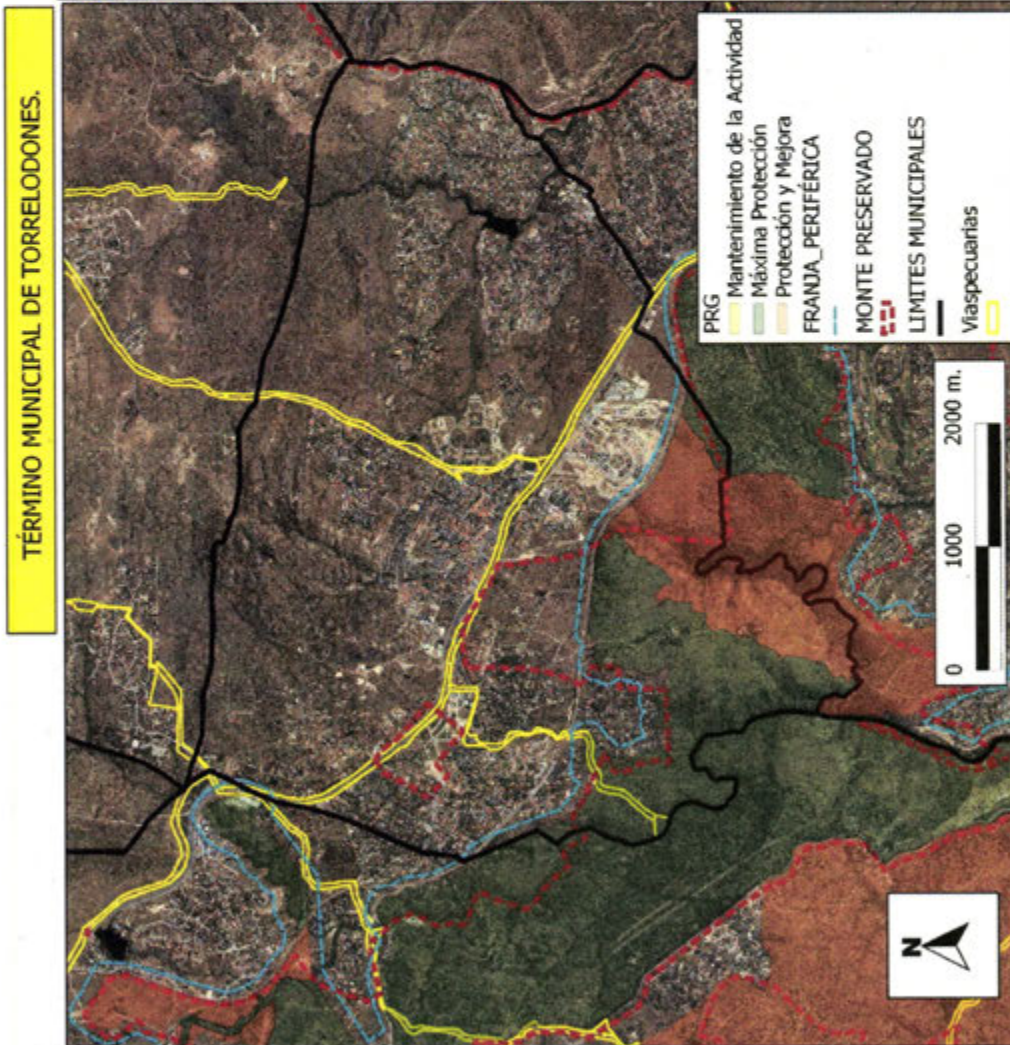 TÉRMINO MUNICIPAL DE TORRELODONES.
PRG
Mantenimiento de la Actividad
Máxima Protección
Protección y Mejora
FRANJA_PERIFÉRICA
MONTE PRESERVADO
LIMITES MUNICIPALES
Viaspecuarias
0 1000 2000 m.
N